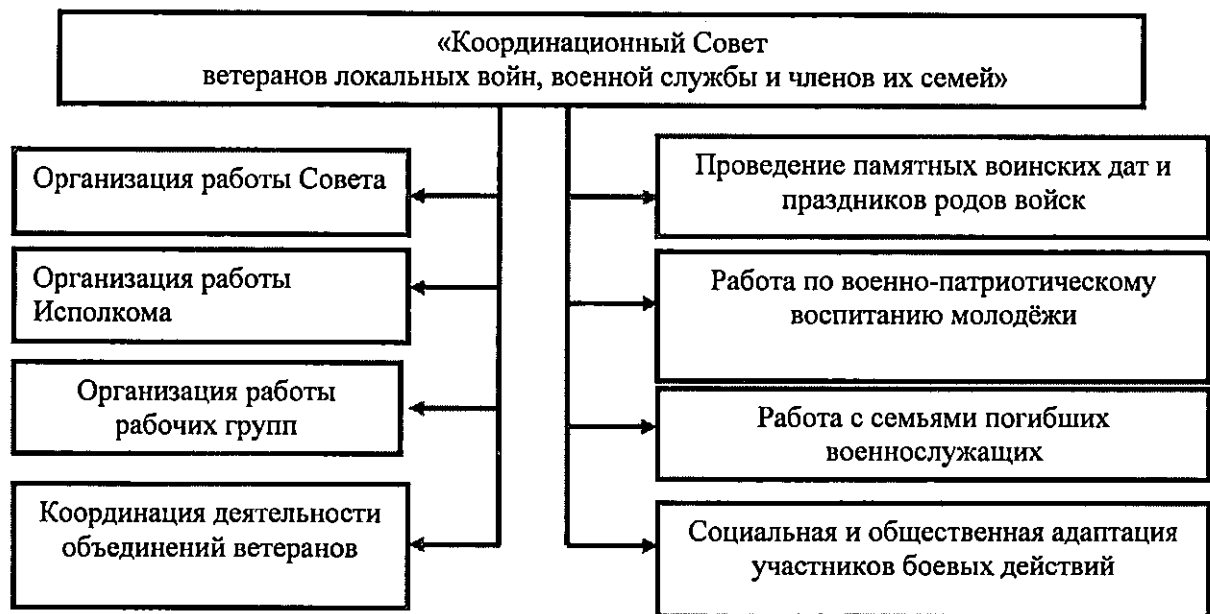 «Координационный Совет
ветеранов локальных войн, военной службы и членов их семей»
Организация работы Совета
Организация работы
Исполкома
Организация работы
рабочих групп
Координация деятельности
объединений ветеранов
Проведение памятных воинских дат и
праздников родов войск
Работа по военно-патриотическому
воспитанию молодёжи
Работа с семьями погибших
военнослужащих
Социальная и общественная адаптация
участников боевых действий